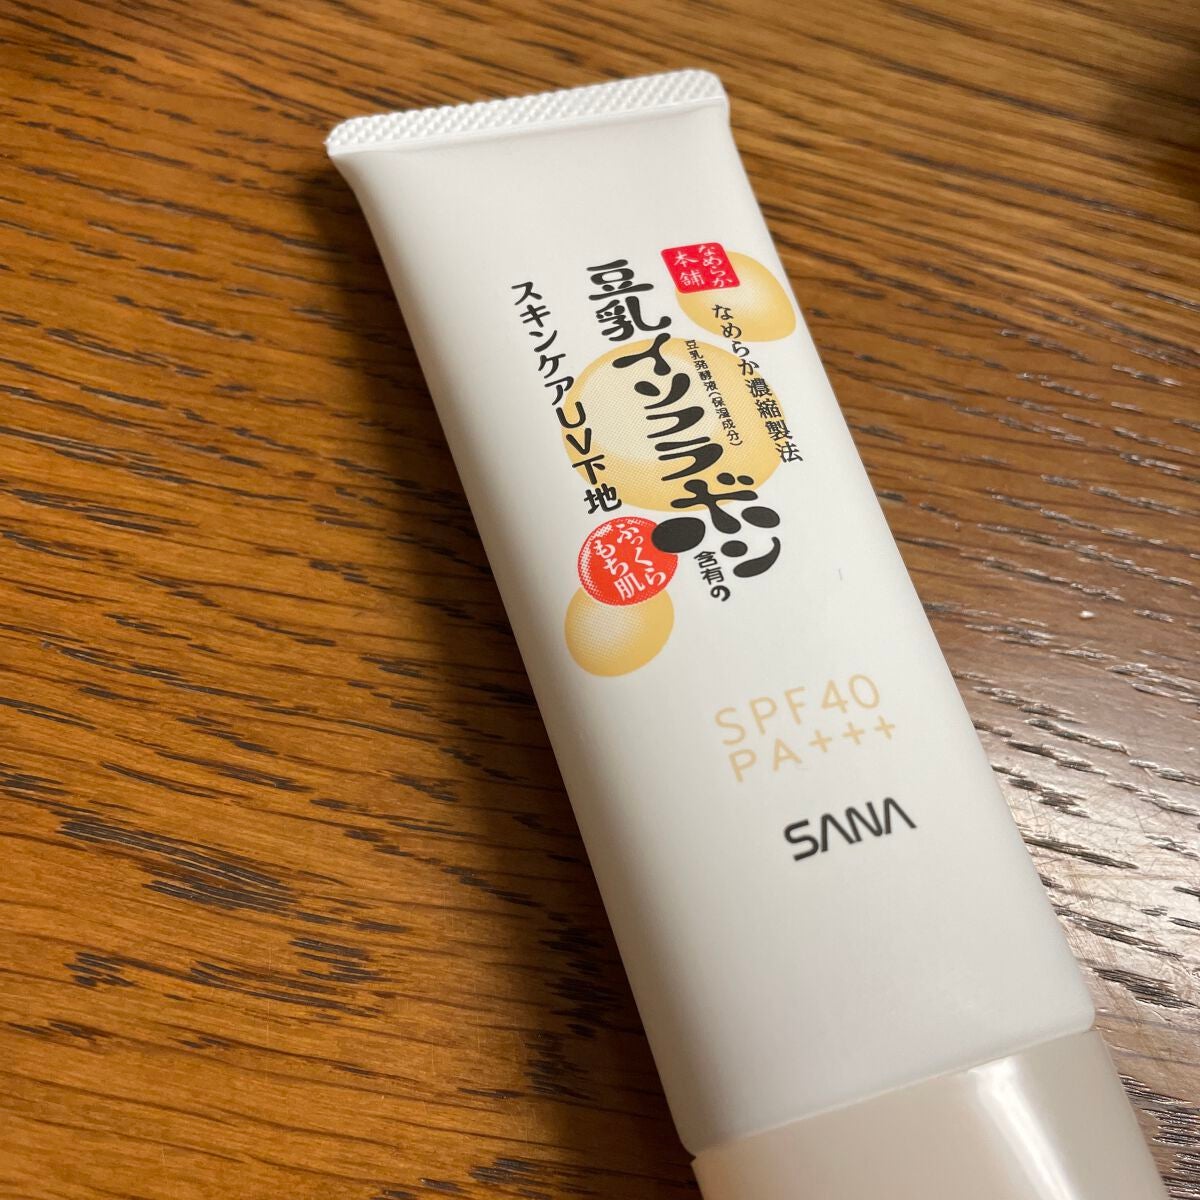 なめらか
本舗
なめらか濃縮製法
豆乳発酵液(保湿成分)
豆乳イソフラボン
含有の
スキンケアUV下地
ふっくら
もち肌
SPF40
PA+++
SANA